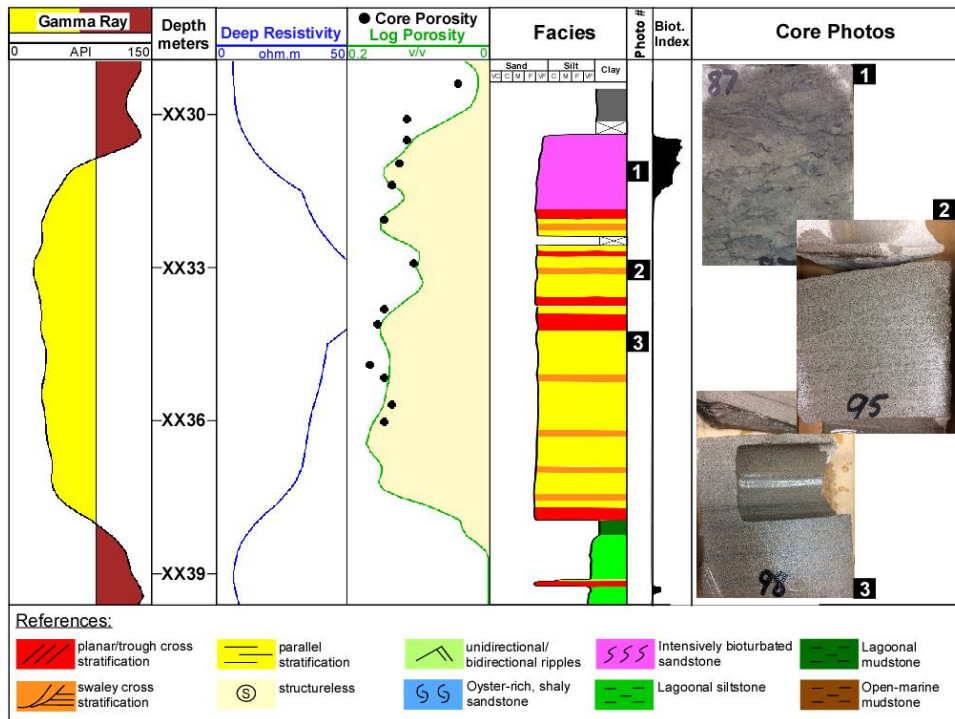 Gamma Ray
0 API 150
Depth
meters
Deep Resistivity
0 ohm.m 50
Core Porosity
Log Porosity
0.2 v/v 0
Facies
Sand Silt Clay
VC C M F VF C M F VF
Photo #
Biot.
Index
Core Photos
XX30
XX33
XX36
XX39
1
2
3
87
1
2
95
98
3
References:
planar/trough cross
stratification
parallel
stratification
unidirectional/
bidirectional ripples
Intensively bioturbated
sandstone
Lagoonal
mudstone
swaley cross
stratification
S
structureless
Oyster-rich, shaly
sandstone
Lagoonal siltstone
Open-marine
mudstone